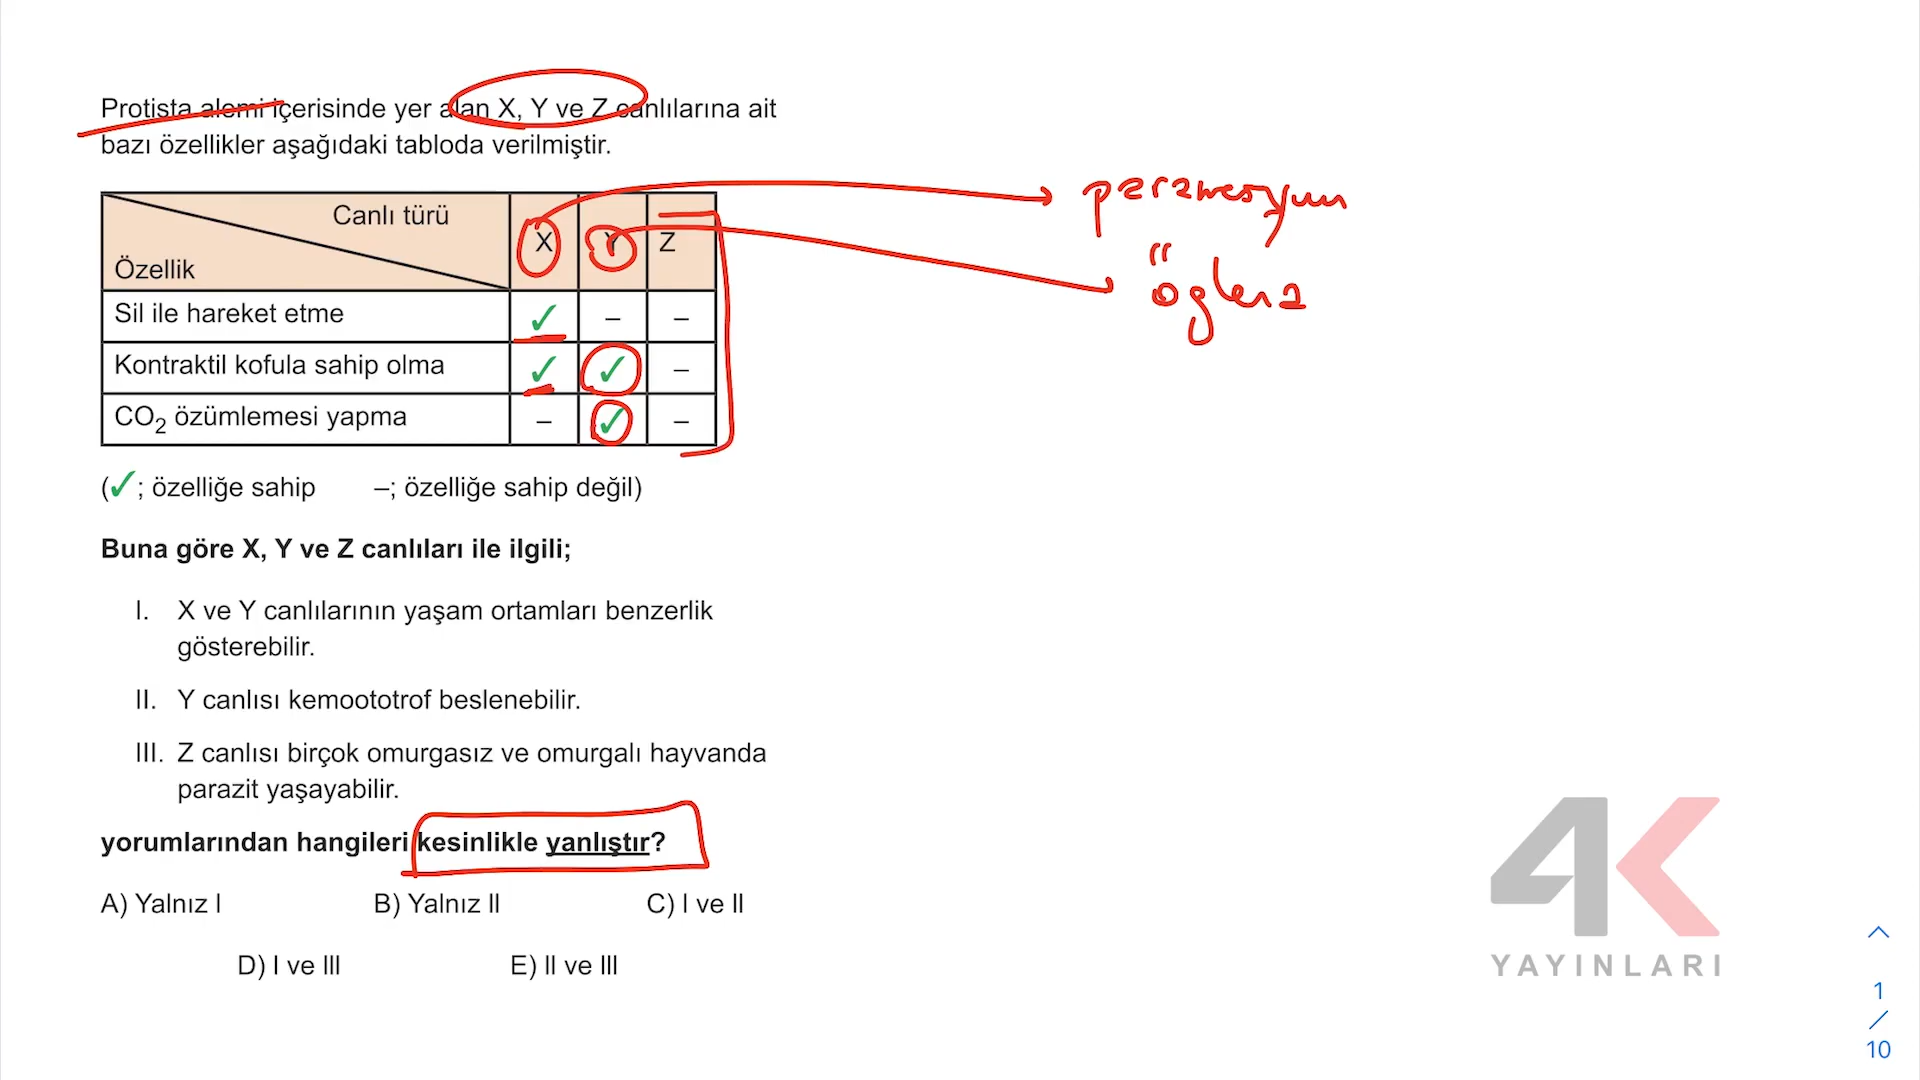 Protista alemi içerisinde yer alan X, Y ve Z canlılarına ait
bazı özellikler aşağıdaki tabloda verilmiştir.
Canlı türü
Özellik
X Y Z
Sil ile hareket etme ✓ – –
Kontraktil kofula sahip olma ✓ ✓ –
CO₂ özümlemesi yapma – ✓ –
(✓; özelliğe sahip –; özelliğe sahip değil)
paramesyum
öglena
Buna göre X, Y ve Z canlıları ile ilgili;
I. X ve Y canlılarının yaşam ortamları benzerlik
gösterebilir.
II. Y canlısı kemoototrof beslenebilir.
III. Z canlısı birçok omurgasız ve omurgalı hayvanda
parazit yaşayabilir.
yorumlarından hangileri kesinlikle yanlıştır?
A) Yalnız I B) Yalnız II C) I ve II
D) I ve III E) II ve III
4K
YAYINLARI
1
/
10